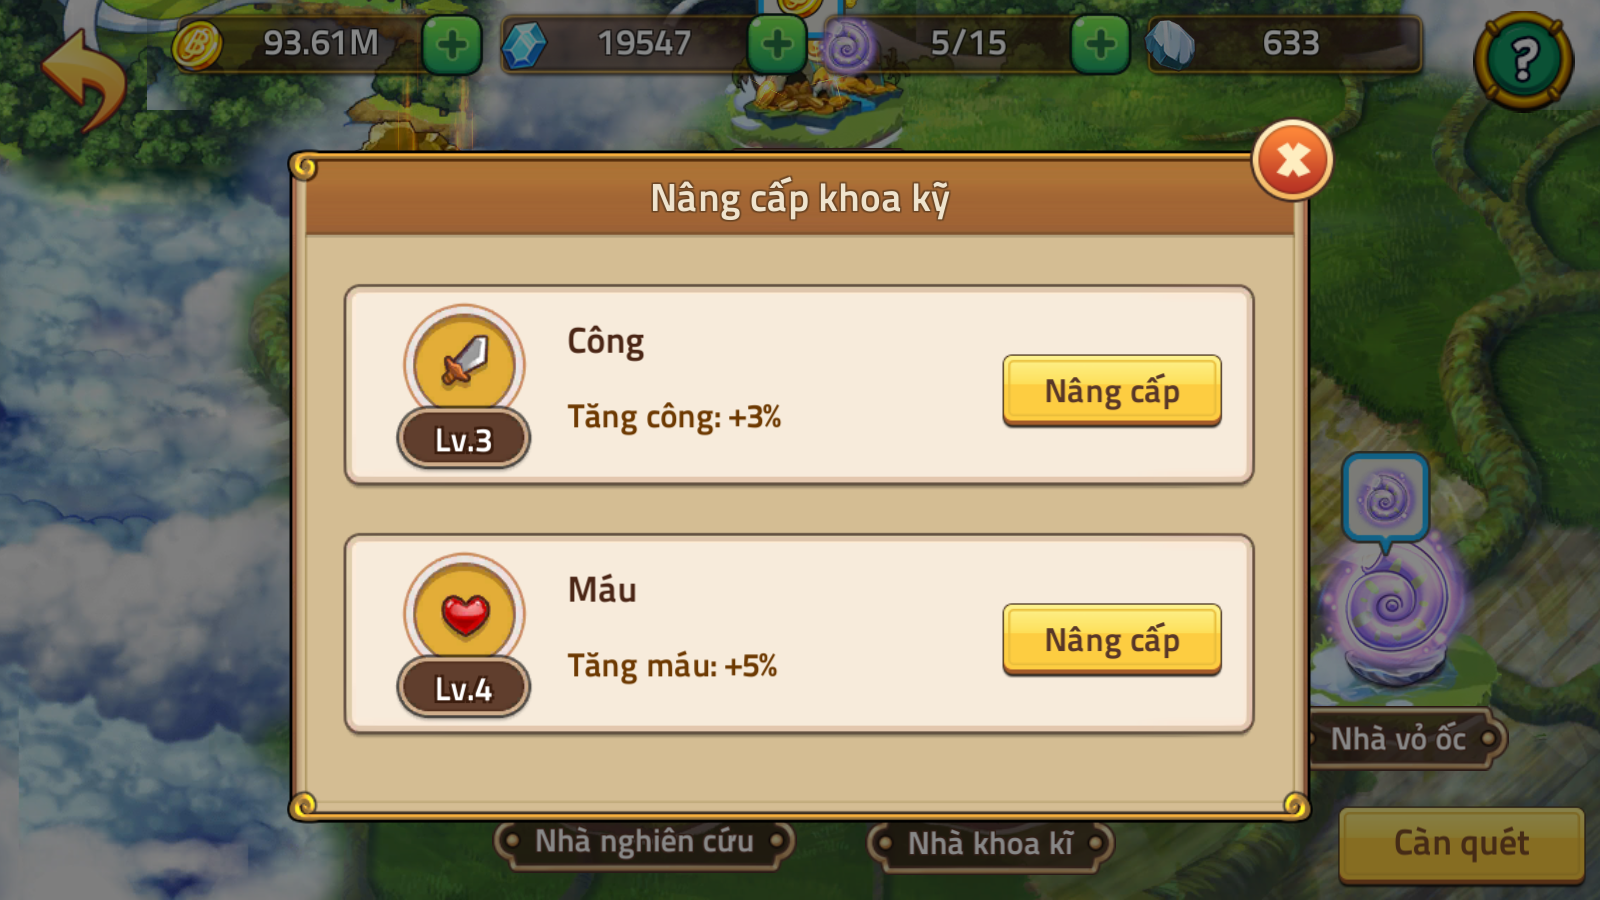 93.61M
19547
5/15
633
?
Nâng cấp khoa kỹ
Công
Tăng công: +3%
Lv.3
Nâng cấp
Máu
Tăng máu: +5%
Lv.4
Nâng cấp
Nhà vỏ ốc
Nhà nghiên cứu
Nhà khoa kĩ
Càn quét